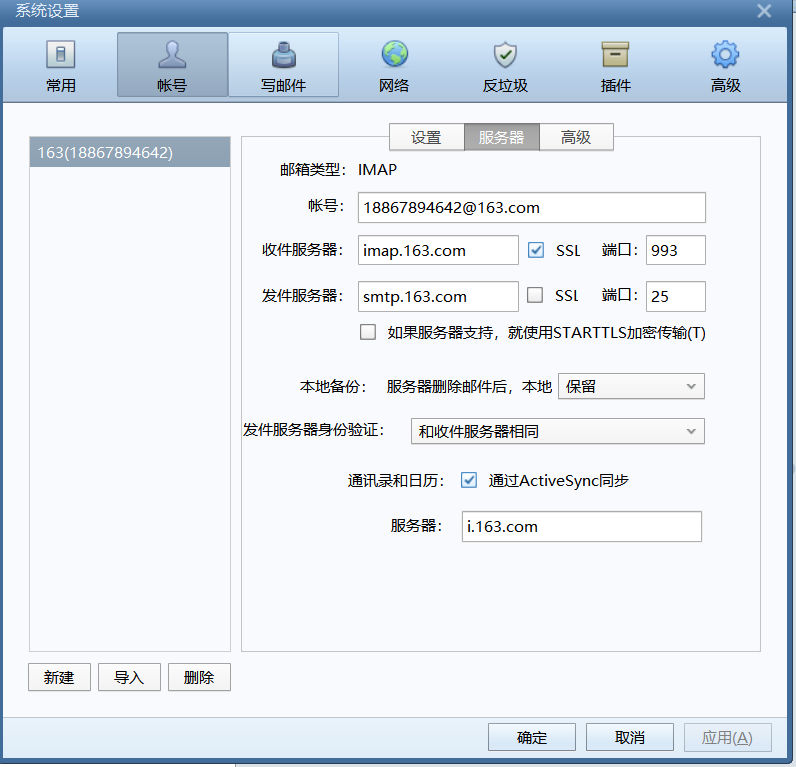 系统设置
常用 帐号 写邮件 网络 反垃圾 插件 高级
163(18867894642)
设置 服务器 高级
邮箱类型： IMAP
帐号： 18867894642@163.com
收件服务器： imap.163.com SSL 端口： 993
发件服务器： smtp.163.com SSL 端口： 25
如果服务器支持，就使用STARTTLS加密传输(T)
本地备份： 服务器删除邮件后，本地 保留
发件服务器身份验证： 和收件服务器相同
通讯录和日历： 通过ActiveSync同步
服务器： i.163.com
新建 导入 删除
确定 取消 应用(A)